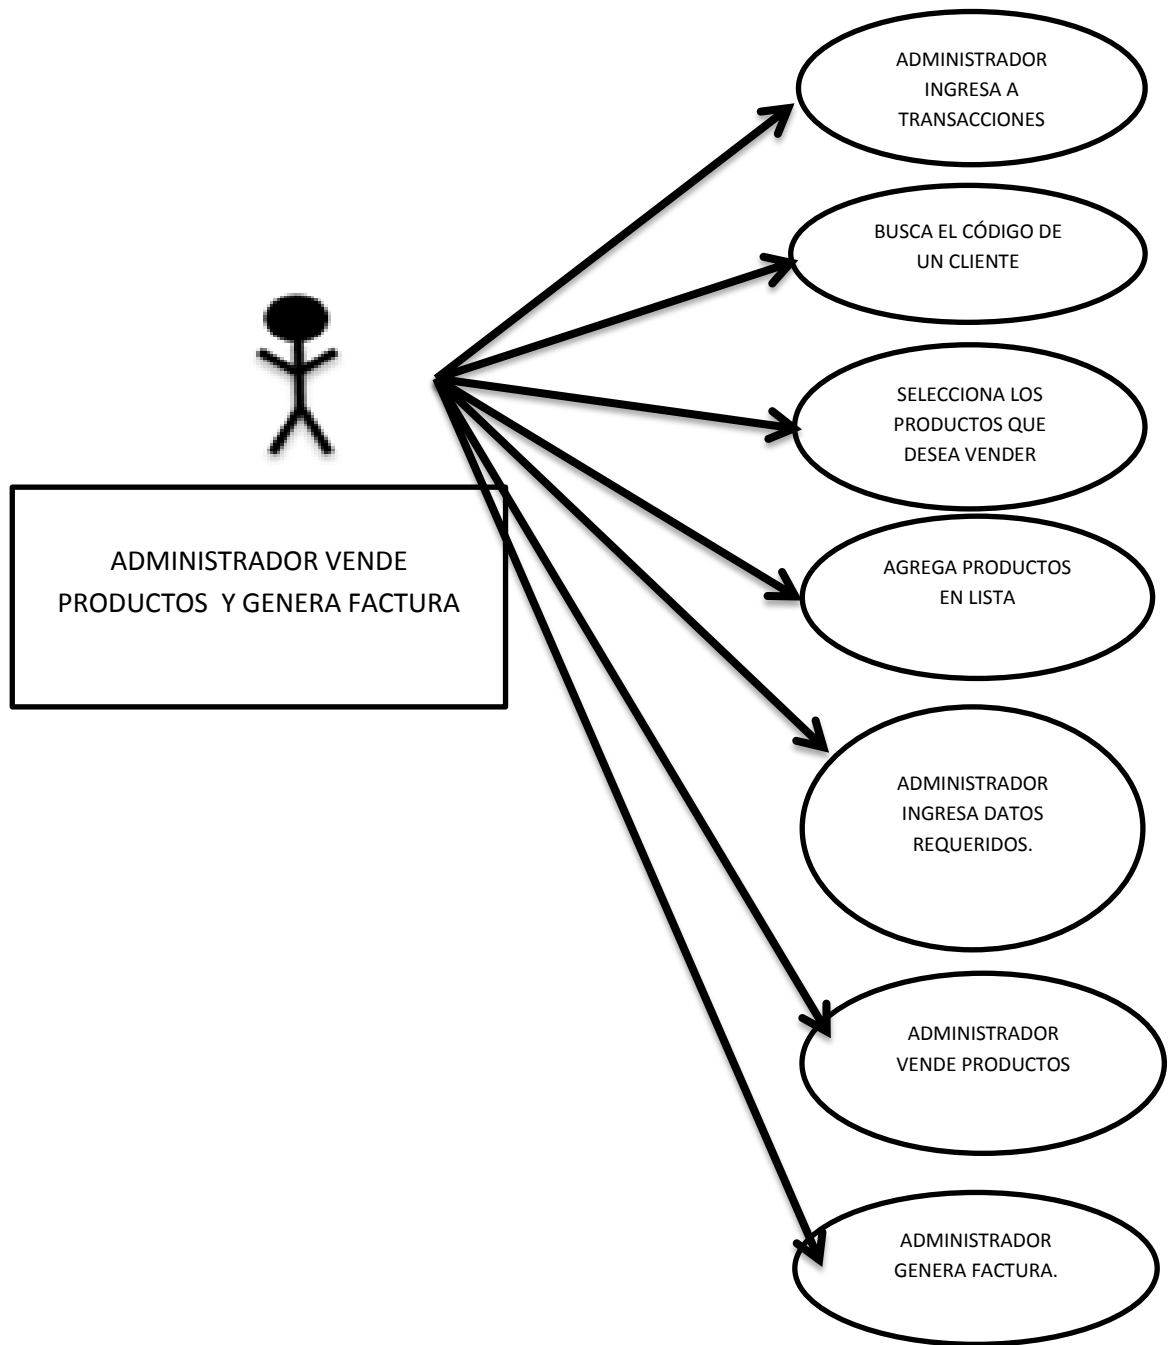 ADMINISTRADOR
INGRESA A
TRANSACCIONES
BUSCA EL CÓDIGO DE
UN CLIENTE
SELECCIONA LOS
PRODUCTOS QUE
DESEA VENDER
ADMINISTRADOR VENDE
PRODUCTOS Y GENERA FACTURA
AGREGA PRODUCTOS
EN LISTA
ADMINISTRADOR
INGRESA DATOS
REQUERIDOS.
ADMINISTRADOR
VENDE PRODUCTOS
ADMINISTRADOR
GENERA FACTURA.